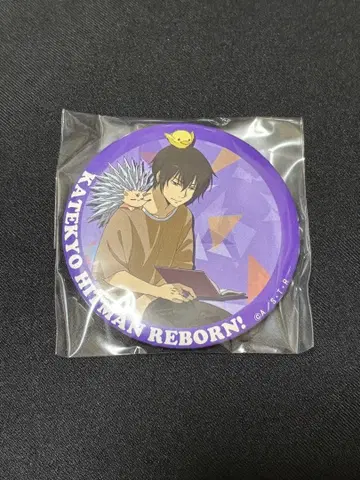 KATEKYO HITMAN REBORN!
©A/S・T・R